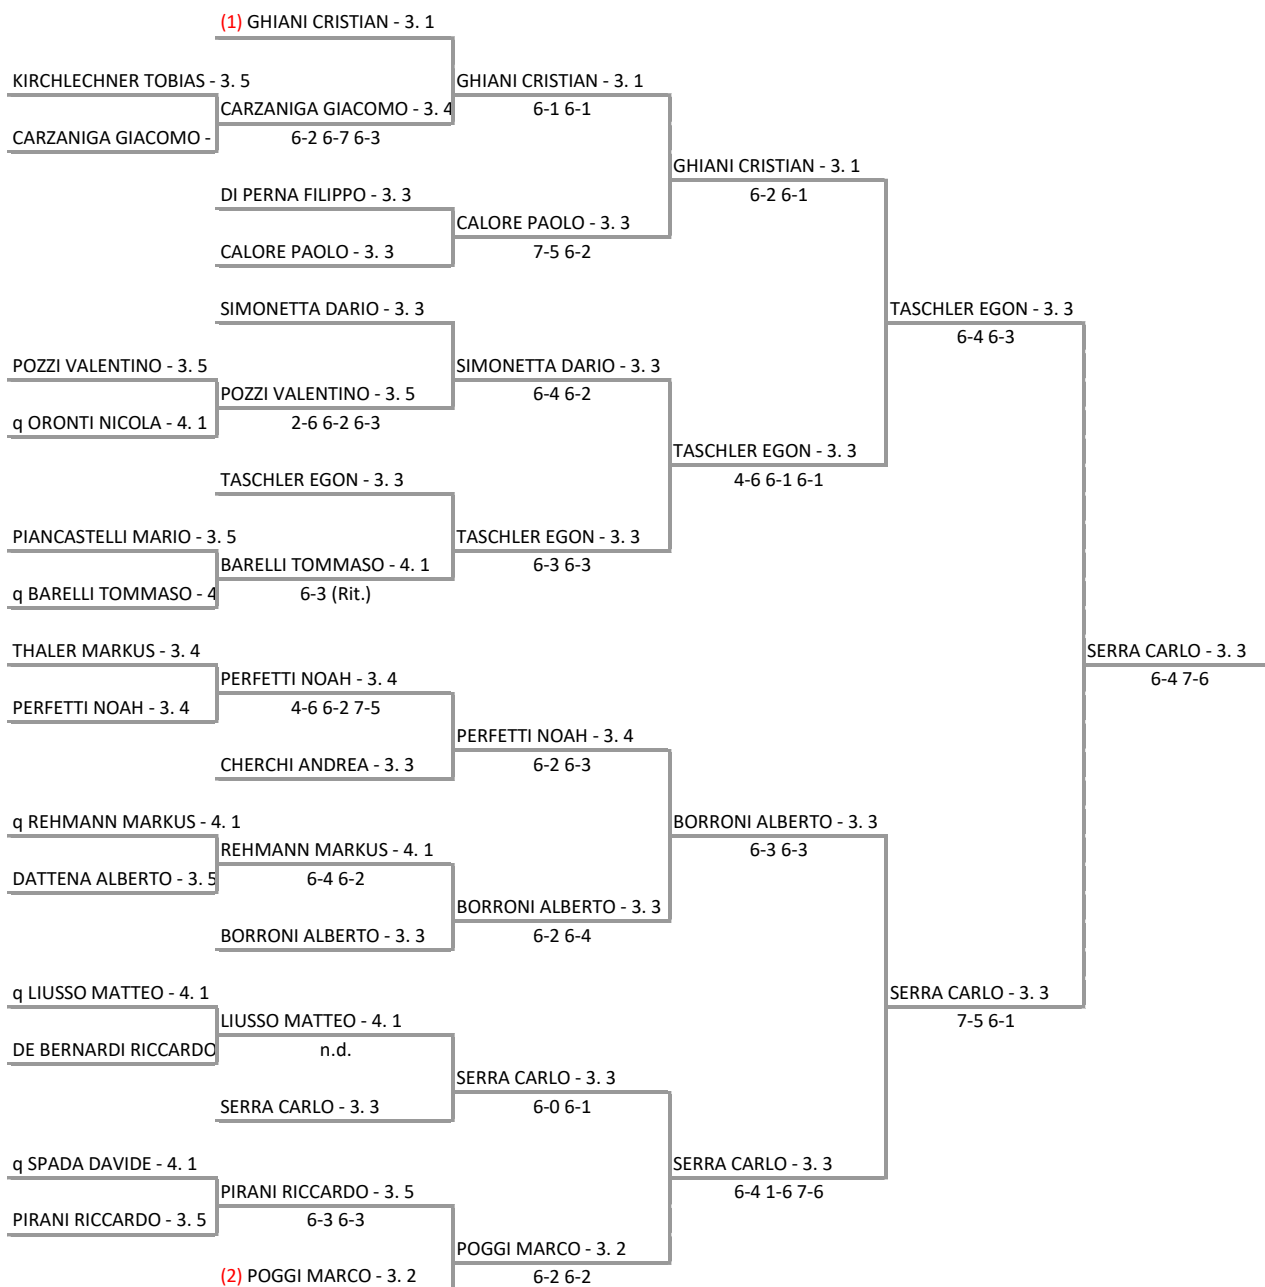 (1) GHIANI CRISTIAN - 3. 1
KIRCHLECHNER TOBIAS - 3. 5
GHIANI CRISTIAN - 3. 1
CARZANIGA GIACOMO - 3. 4
6-1 6-1
CARZANIGA GIACOMO -
6-2 6-7 6-3
GHIANI CRISTIAN - 3. 1
DI PERNA FILIPPO - 3. 3
6-2 6-1
CALORE PAOLO - 3. 3
CALORE PAOLO - 3. 3
7-5 6-2
SIMONETTA DARIO - 3. 3
TASCHLER EGON - 3. 3
6-4 6-3
POZZI VALENTINO - 3. 5
SIMONETTA DARIO - 3. 3
POZZI VALENTINO - 3. 5
6-4 6-2
q ORONTI NICOLA - 4. 1
2-6 6-2 6-3
TASCHLER EGON - 3. 3
TASCHLER EGON - 3. 3
4-6 6-1 6-1
PIANCASTELLI MARIO - 3. 5
TASCHLER EGON - 3. 3
BARELLI TOMMASO - 4. 1
6-3 6-3
q BARELLI TOMMASO - 4
6-3 (Rit.)
THALER MARKUS - 3. 4
SERRA CARLO - 3. 3
PERFETTI NOAH - 3. 4
6-4 7-6
PERFETTI NOAH - 3. 4
4-6 6-2 7-5
PERFETTI NOAH - 3. 4
CHERCHI ANDREA - 3. 3
6-2 6-3
q REHMANN MARKUS - 4. 1
BORRONI ALBERTO - 3. 3
REHMANN MARKUS - 4. 1
6-3 6-3
DATTENA ALBERTO - 3. 5
6-4 6-2
BORRONI ALBERTO - 3. 3
BORRONI ALBERTO - 3. 3
6-2 6-4
q LIUSSO MATTEO - 4. 1
SERRA CARLO - 3. 3
LIUSSO MATTEO - 4. 1
7-5 6-1
DE BERNARDI RICCARDO
n.d.
SERRA CARLO - 3. 3
SERRA CARLO - 3. 3
6-0 6-1
q SPADA DAVIDE - 4. 1
SERRA CARLO - 3. 3
PIRANI RICCARDO - 3. 5
6-4 1-6 7-6
PIRANI RICCARDO - 3. 5
6-3 6-3
POGGI MARCO - 3. 2
(2) POGGI MARCO - 3. 2
6-2 6-2